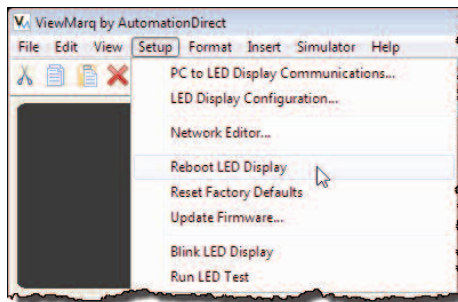 ViewMarq by AutomationDirect
File Edit View Setup Format Insert Simulator Help
PC to LED Display Communications...
LED Display Configuration...
Network Editor...
Reboot LED Display
Reset Factory Defaults
Update Firmware...
Blink LED Display
Run LED Test